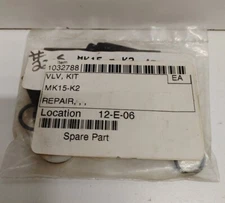 1032788
VLV, KIT
EA
MK15-K2
REPAIR, , ,
Location 12-E-06
Spare Part